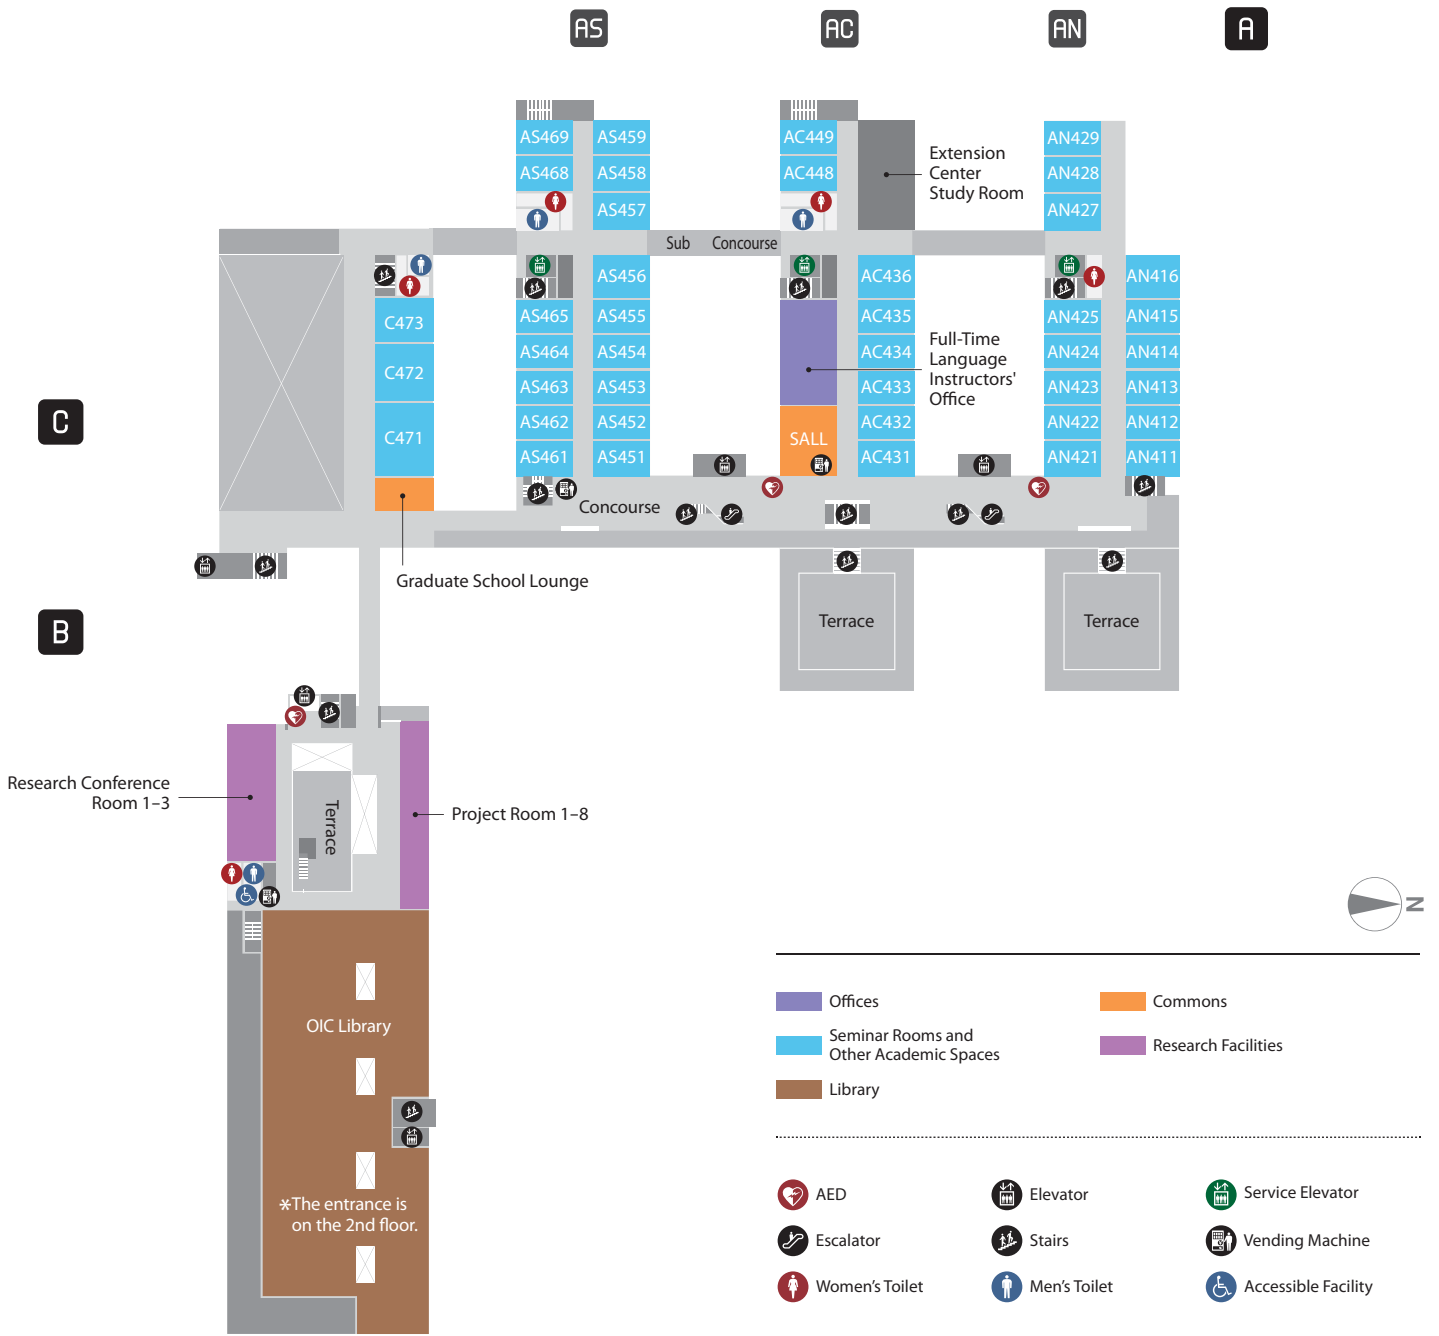 AS
AC
AN
A
AS469
AS459
AC449
AN429
AS468
AS458
AC448
AN428
AS457
AN427
Extension
Center
Study Room
Sub Concourse
AS456
AC436
AN416
C473
AS465
AS455
AC435
AN425
AN415
C472
AS464
AS454
AC434
AN424
AN414
AS463
AS453
AC433
AN423
AN413
Full-Time
Language
Instructors'
Office
C
C471
AS462
AS452
SALL
AC432
AN422
AN412
AS461
AS451
AC431
AN421
AN411
Concourse
Graduate School Lounge
B
Terrace
Terrace
Research Conference
Room 1–3
Terrace
Project Room 1–8
N
OIC Library
*The entrance is
on the 2nd floor.
Offices
Commons
Seminar Rooms and
Other Academic Spaces
Research Facilities
Library
AED
Elevator
Service Elevator
Escalator
Stairs
Vending Machine
Women's Toilet
Men's Toilet
Accessible Facility